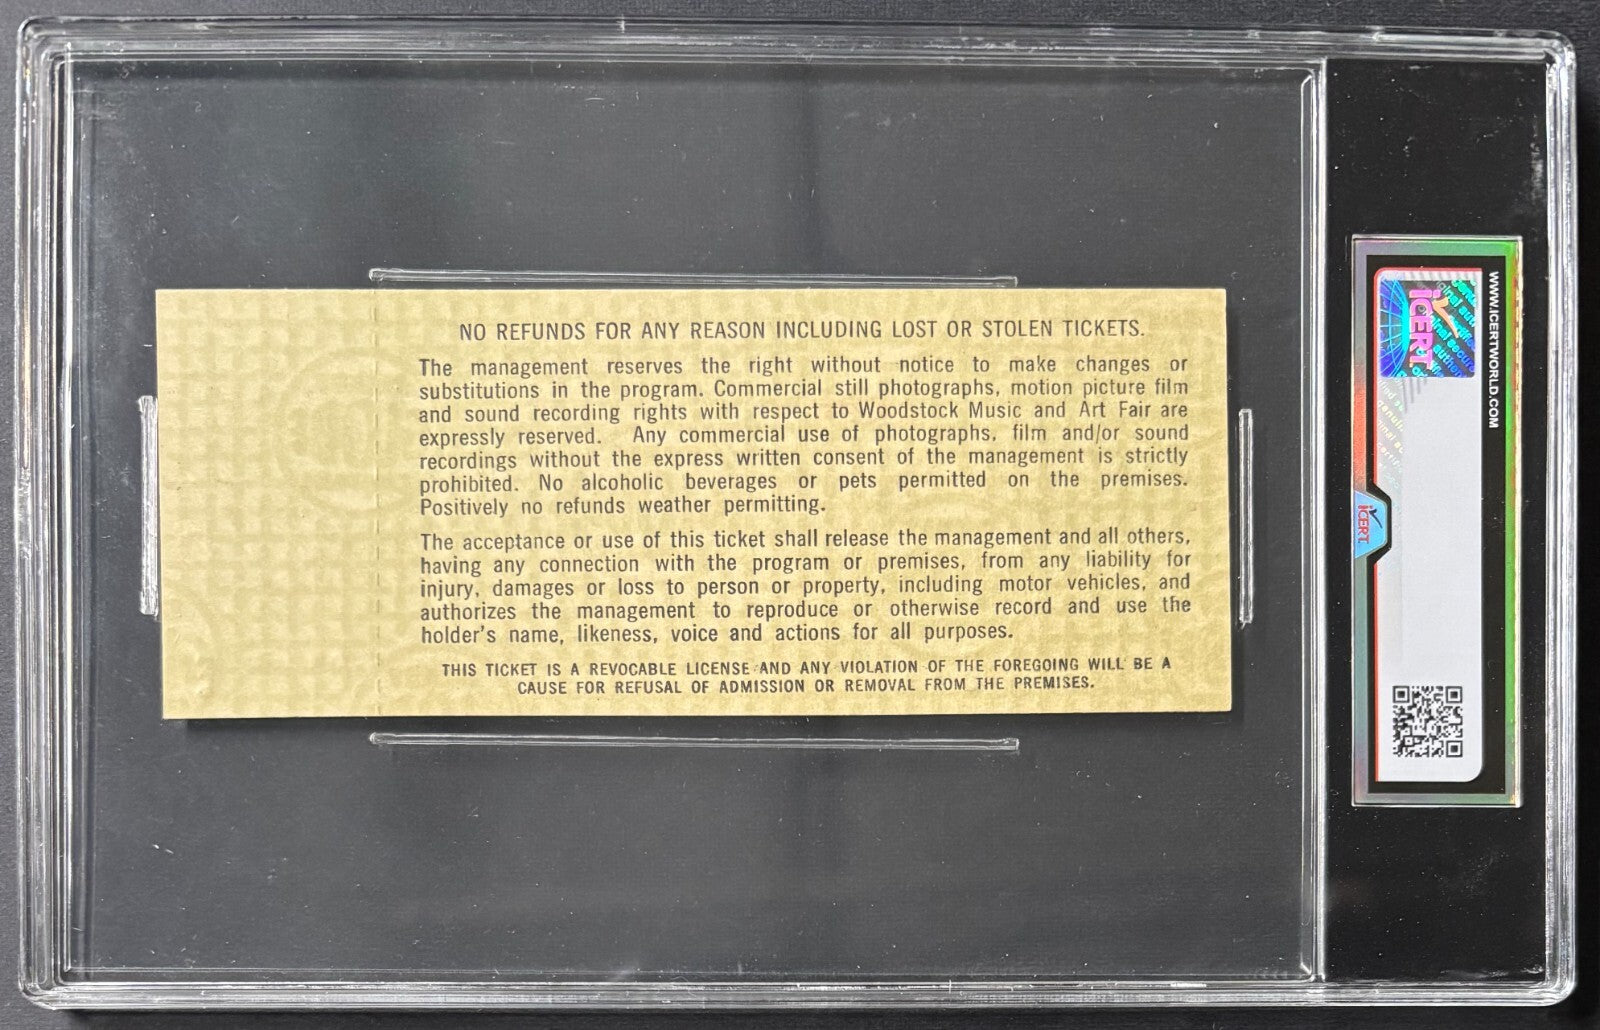 NO REFUNDS FOR ANY REASON INCLUDING LOST OR STOLEN TICKETS.
The management reserves the right without notice to make changes or
substitutions in the program. Commercial still photographs, motion picture film
and sound recording rights with respect to Woodstock Music and Art Fair are
expressly reserved. Any commercial use of photographs, film and/or sound
recordings without the express written consent of the management is strictly
prohibited. No alcoholic beverages or pets permitted on the premises.
Positively no refunds weather permitting.
The acceptance or use of this ticket shall release the management and all others,
having any connection with the program or premises, from any liability for
injury, damages or loss to person or property, including motor vehicles, and
authorizes the management to reproduce or otherwise record and use the
holder's name, likeness, voice and actions for all purposes.
THIS TICKET IS A REVOCABLE LICENSE AND ANY VIOLATION OF THE FOREGOING WILL BE A
CAUSE FOR REFUSAL OF ADMISSION OR REMOVAL FROM THE PREMISES.
WWW.ICERTWORLD.COM
iCERT
iCERT